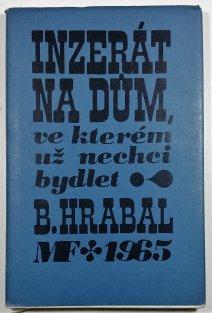 INZERÁT
NA DŮM,
ve kterém
už nechci
bydlet
B. HRABAL
MF 1965